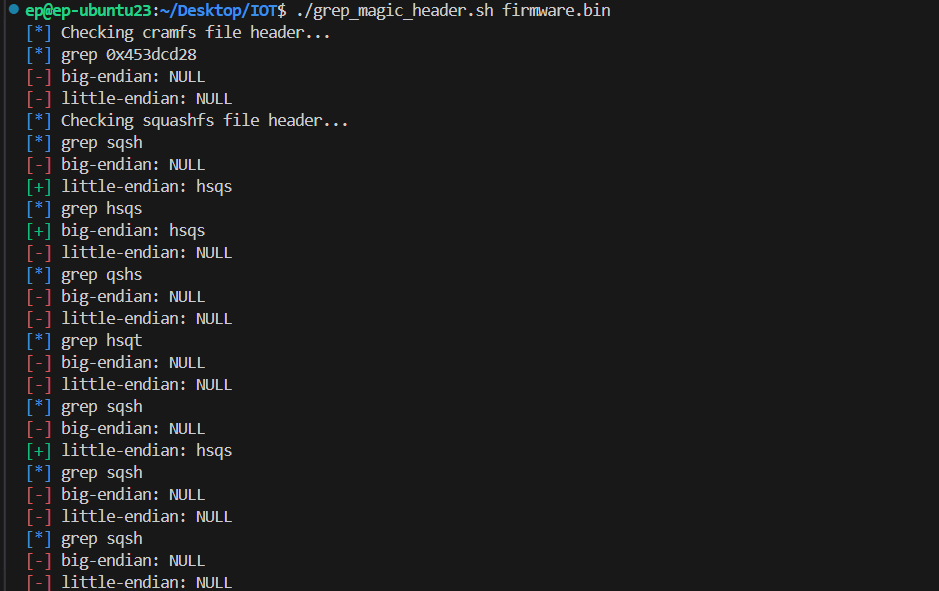 ep@ep-ubuntu23:~/Desktop/IOT$ ./grep_magic_header.sh firmware.bin
[*] Checking cramfs file header...
[*] grep 0x453dcd28
[-] big-endian: NULL
[-] little-endian: NULL
[*] Checking squashfs file header...
[*] grep sqsh
[-] big-endian: NULL
[+] little-endian: hsqs
[*] grep hsqs
[+] big-endian: hsqs
[-] little-endian: NULL
[*] grep qshs
[-] big-endian: NULL
[-] little-endian: NULL
[*] grep hsqt
[-] big-endian: NULL
[-] little-endian: NULL
[*] grep sqsh
[-] big-endian: NULL
[+] little-endian: hsqs
[*] grep sqsh
[-] big-endian: NULL
[-] little-endian: NULL
[*] grep sqsh
[-] big-endian: NULL
[-] little-endian: NULL